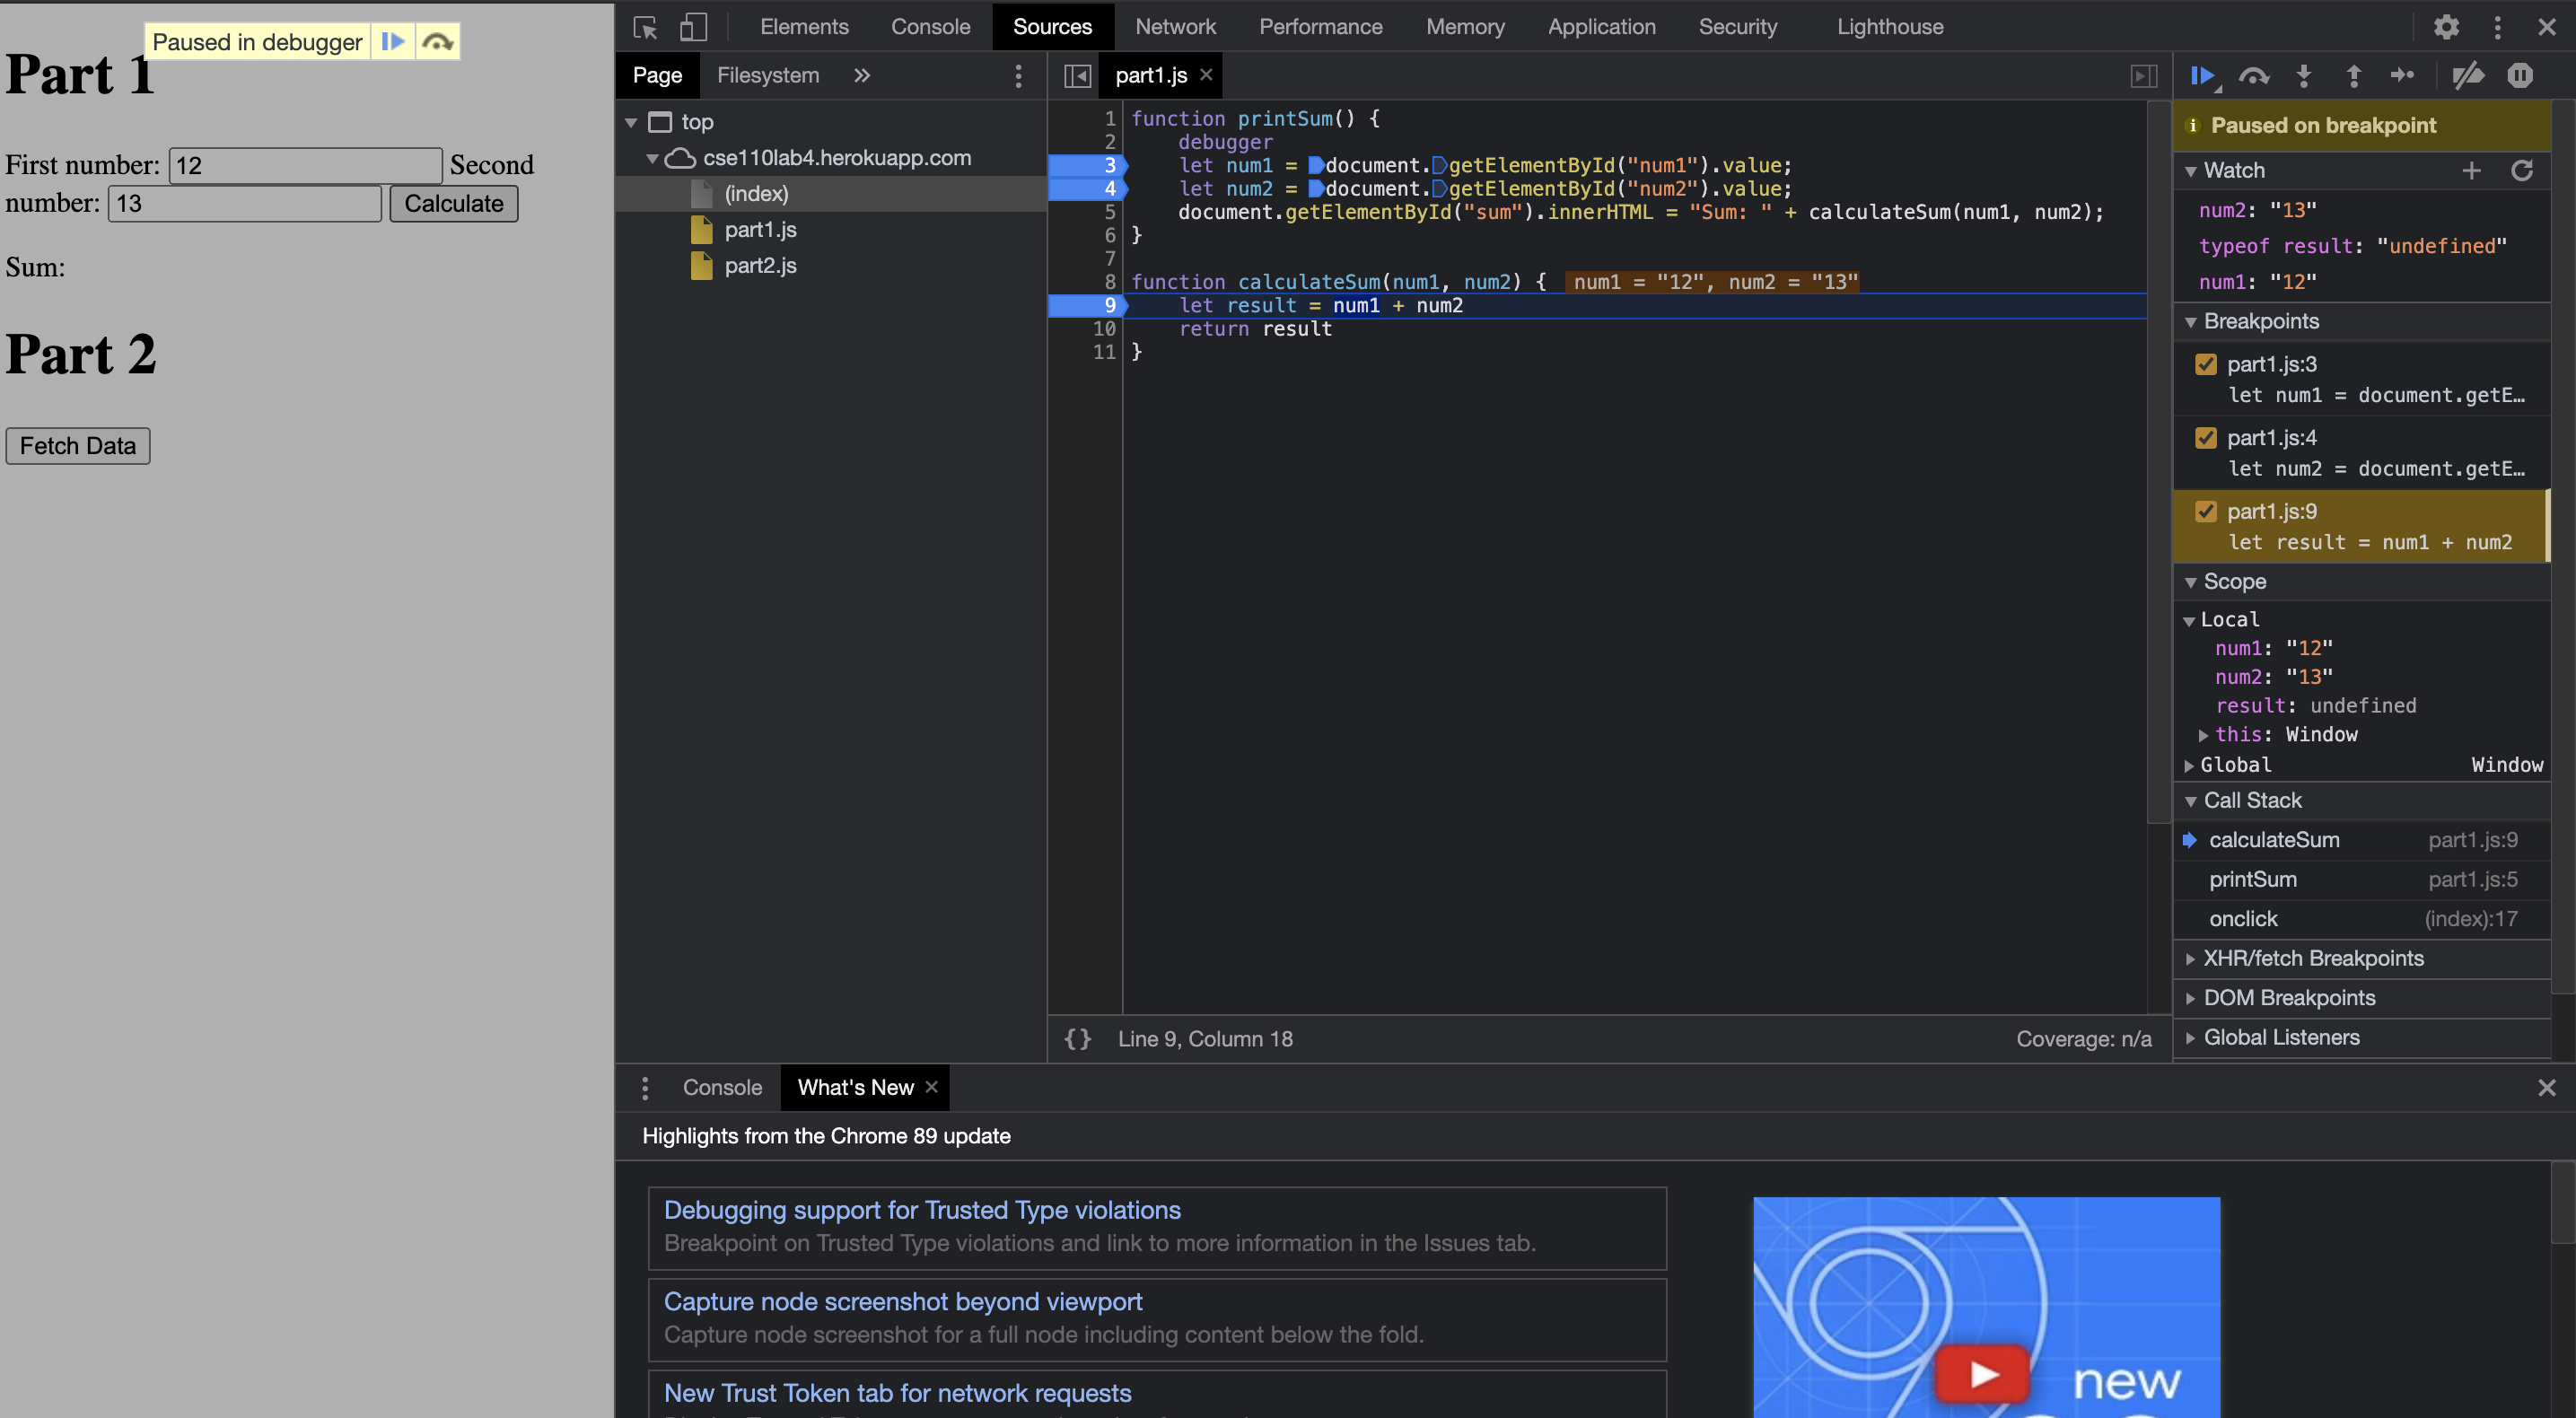 Paused in debugger
Part 1
First number: 12 Second
number: 13 Calculate
Sum:
Part 2
Fetch Data
Elements Console Sources Network Performance Memory Application Security Lighthouse
Page Filesystem »
top
cse110lab4.herokuapp.com
(index)
part1.js
part2.js
part1.js ×
1 function printSum() {
2 debugger
3 let num1 = document.getElementById("num1").value;
4 let num2 = document.getElementById("num2").value;
5 document.getElementById("sum").innerHTML = "Sum: " + calculateSum(num1, num2);
6 }
7
8 function calculateSum(num1, num2) { num1 = "12", num2 = "13"
9 let result = num1 + num2
10 return result
11 }
{} Line 9, Column 18 Coverage: n/a
Paused on breakpoint
Watch
num2: "13"
typeof result: "undefined"
num1: "12"
Breakpoints
part1.js:3
let num1 = document.getE…
part1.js:4
let num2 = document.getE…
part1.js:9
let result = num1 + num2
Scope
Local
num1: "12"
num2: "13"
result: undefined
this: Window
Global Window
Call Stack
calculateSum part1.js:9
printSum part1.js:5
onclick (index):17
XHR/fetch Breakpoints
DOM Breakpoints
Global Listeners
Console What's New ×
Highlights from the Chrome 89 update
Debugging support for Trusted Type violations
Breakpoint on Trusted Type violations and link to more information in the Issues tab.
Capture node screenshot beyond viewport
Capture node screenshot for a full node including content below the fold.
New Trust Token tab for network requests
new